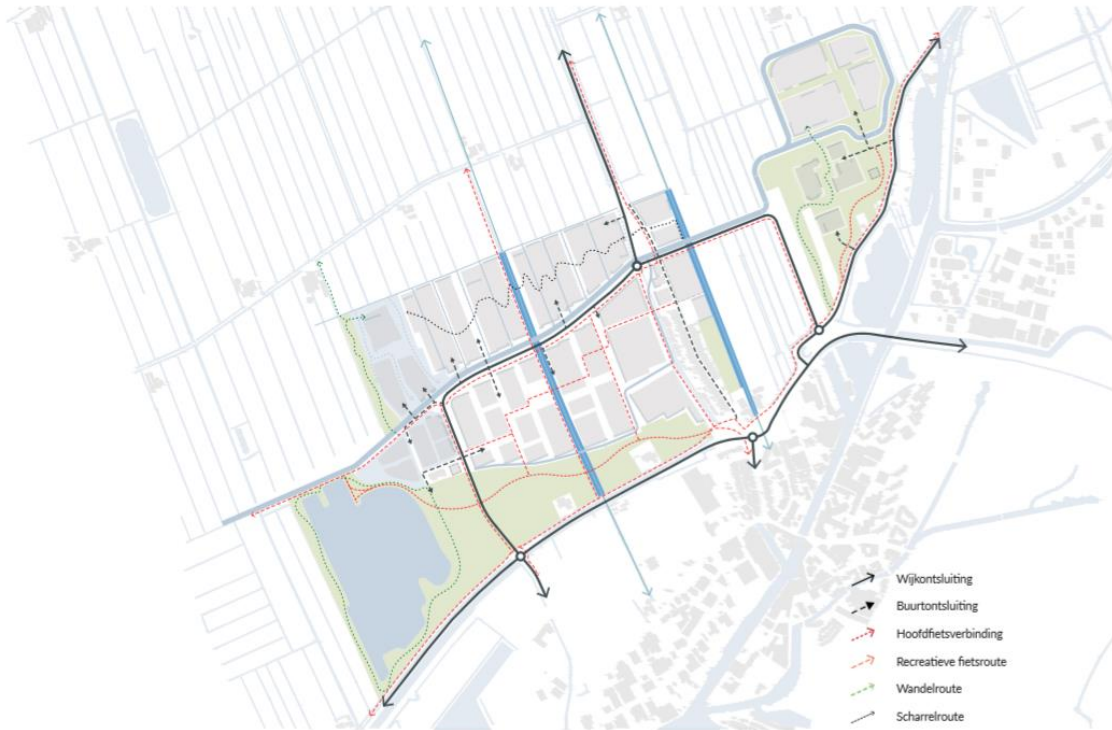 Wijkontsluiting
Buurtontsluiting
Hoofdfietsverbinding
Recreatieve fietsroute
Wandelroute
Scharrelroute